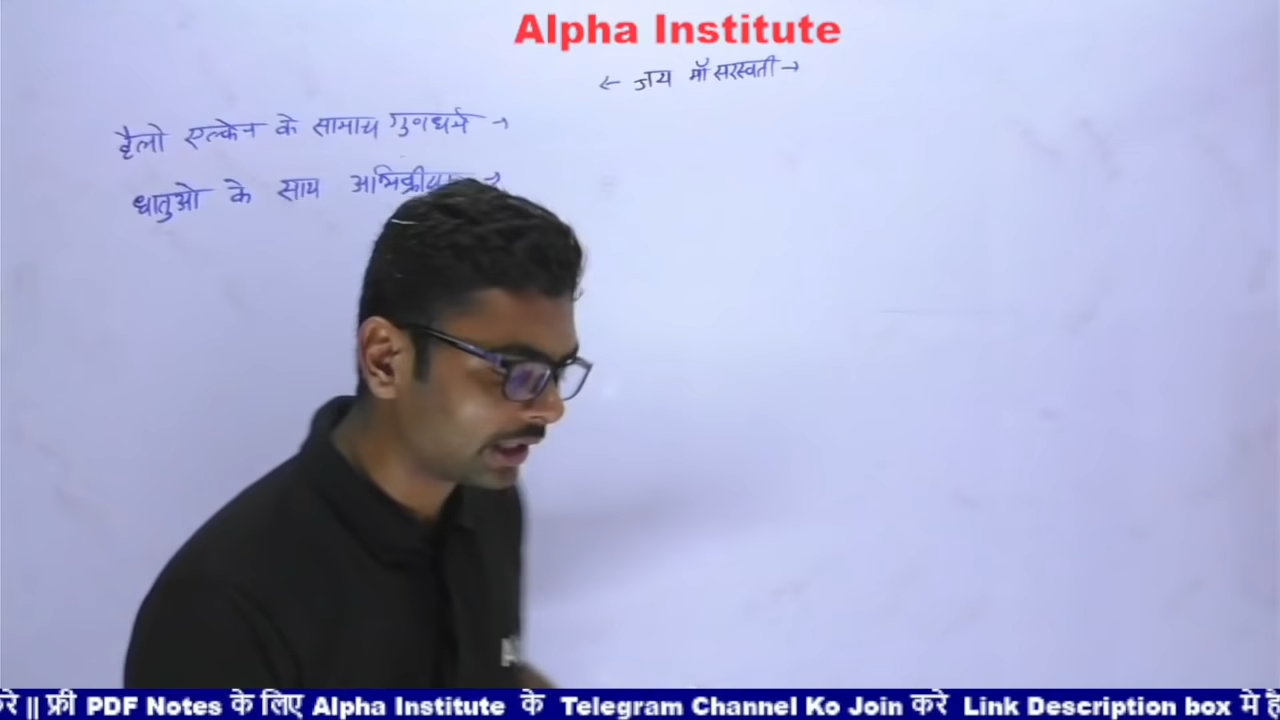 Alpha Institute
← जय माँ सरस्वती →
हैलो एल्केन के सामान्य गुणधर्म →
धातुओ के साथ →
रे || फ्री PDF Notes के लिए Alpha Institute के Telegram Channel Ko Join करे Link Description box मे है